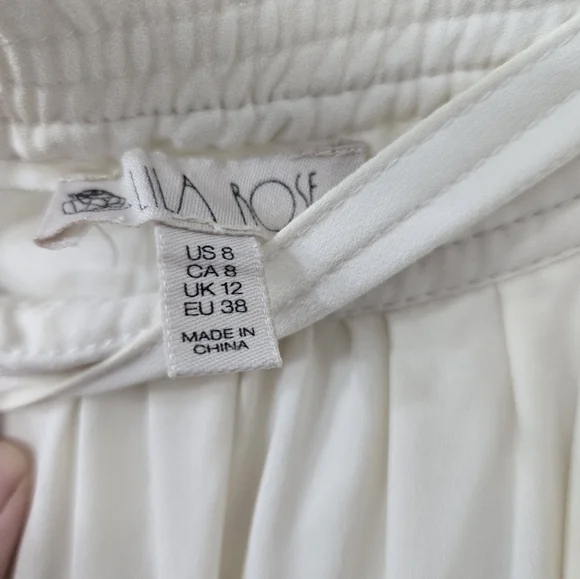 LILA ROSE
US 8
CA 8
UK 12
EU 38
MADE IN
CHINA